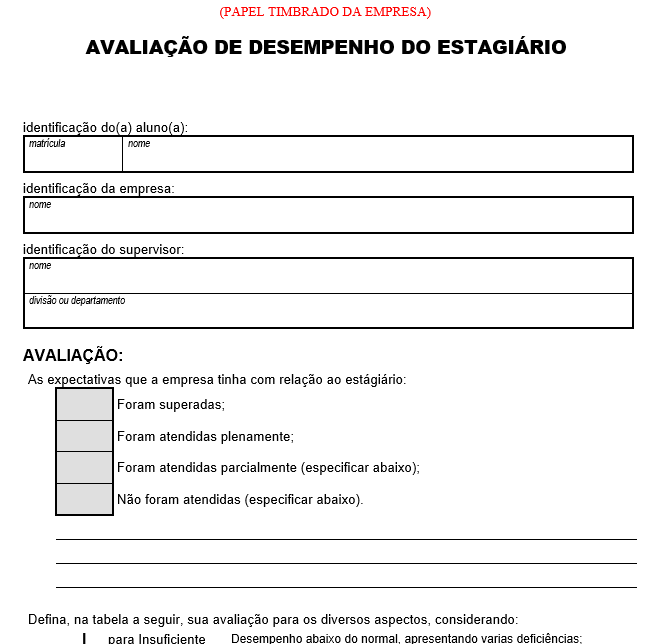 (PAPEL TIMBRADO DA EMPRESA)
AVALIAÇÃO DE DESEMPENHO DO ESTAGIÁRIO
identificação do(a) aluno(a):
matrícula nome
identificação da empresa:
nome
identificação do supervisor:
nome
divisão ou departamento
AVALIAÇÃO:
As expectativas que a empresa tinha com relação ao estágiário:
Foram superadas;
Foram atendidas plenamente;
Foram atendidas parcialmente (especificar abaixo);
Não foram atendidas (especificar abaixo).
Defina, na tabela a seguir, sua avaliação para os diversos aspectos, considerando:
I para Insuficiente Desempenho abaixo do normal, apresentando varias deficiências;